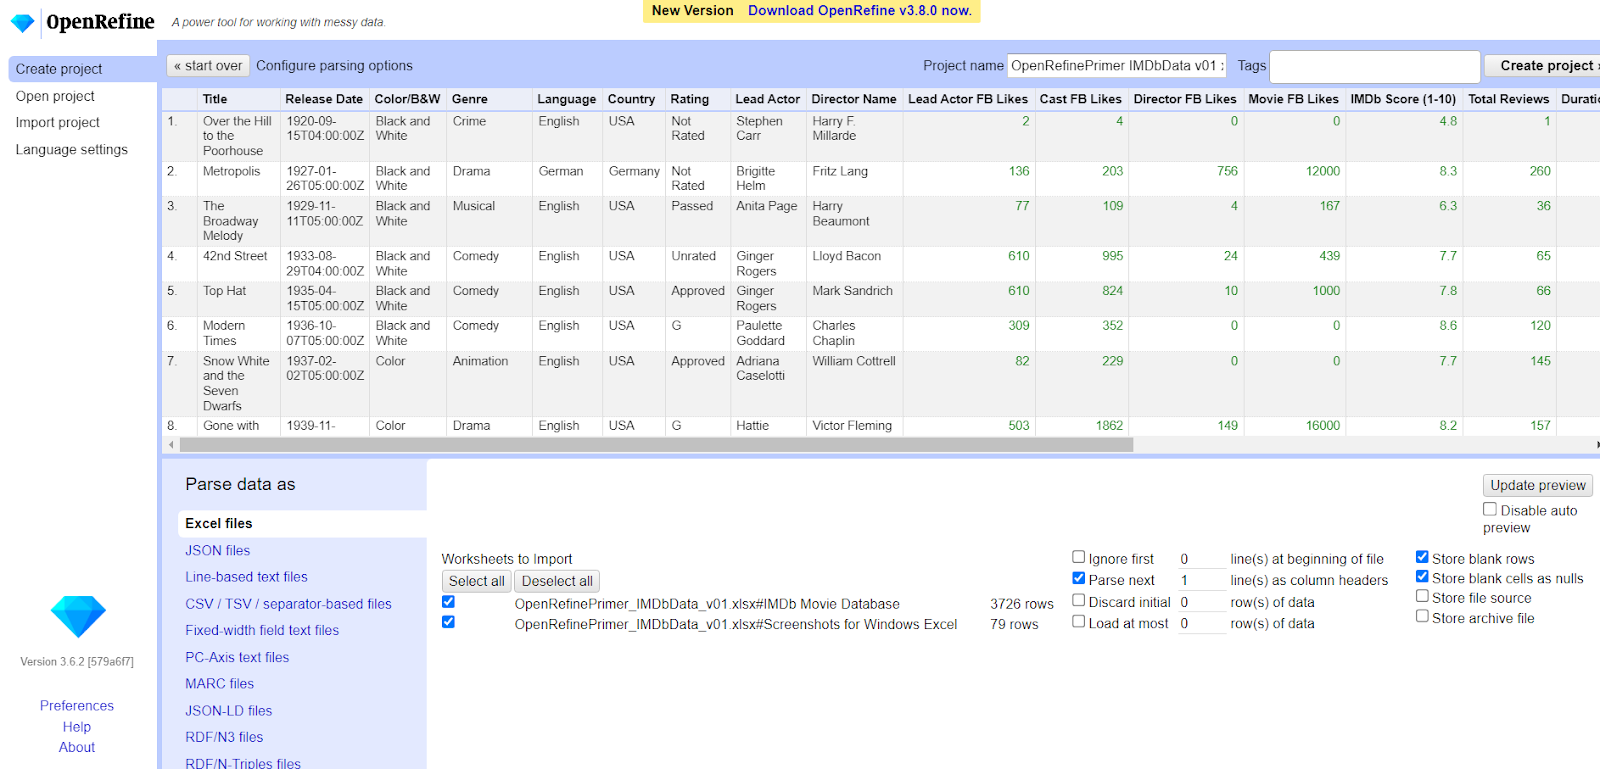 OpenRefine A power tool for working with messy data.
New Version Download OpenRefine v3.8.0 now.
Create project
Open project
Import project
Language settings
« start over Configure parsing options Project name OpenRefinePrimer IMDbData v01 Tags Create project
Title Release Date Color/B&W Genre Language Country Rating Lead Actor Director Name Lead Actor FB Likes Cast FB Likes Director FB Likes Movie FB Likes IMDb Score (1-10) Total Reviews Duratio
1. Over the Hill 1920-09- Black and Crime English USA Not Stephen Harry F. 2 4 0 0 4.8 1
to the 15T04:00:00Z White Rated Carr Millarde
Poorhouse
2. Metropolis 1927-01- Black and Drama German Germany Not Brigitte Fritz Lang 136 203 756 12000 8.3 260
26T05:00:00Z White Rated Helm
3. The 1929-11- Black and Musical English USA Passed Anita Page Harry 77 109 4 167 6.3 36
Broadway 11T05:00:00Z White Beaumont
Melody
4. 42nd Street 1933-08- Black and Comedy English USA Unrated Ginger Lloyd Bacon 610 995 24 439 7.7 65
29T04:00:00Z White Rogers
5. Top Hat 1935-04- Black and Comedy English USA Approved Ginger Mark Sandrich 610 824 10 1000 7.8 66
15T05:00:00Z White Rogers
6. Modern 1936-10- Black and Comedy English USA G Paulette Charles 309 352 0 0 8.6 120
Times 07T05:00:00Z White Goddard Chaplin
7. Snow White 1937-02- Color Animation English USA Approved Adriana William Cottrell 82 229 0 0 7.7 145
and the 02T05:00:00Z Caselotti
Seven
Dwarfs
8. Gone with 1939-11- Color Drama English USA G Hattie Victor Fleming 503 1862 149 16000 8.2 157
Parse data as
Excel files
JSON files
Line-based text files
CSV / TSV / separator-based files
Fixed-width field text files
PC-Axis text files
MARC files
JSON-LD files
RDF/N3 files
RDF/N-Triples files
Update preview
Disable auto
preview
Worksheets to Import
Select all Deselect all
OpenRefinePrimer_IMDbData_v01.xlsx#IMDb Movie Database 3726 rows
OpenRefinePrimer_IMDbData_v01.xlsx#Screenshots for Windows Excel 79 rows
Ignore first 0 line(s) at beginning of file
Parse next 1 line(s) as column headers
Discard initial 0 row(s) of data
Load at most 0 row(s) of data
Store blank rows
Store blank cells as nulls
Store file source
Store archive file
Version 3.6.2 [579a6f7]
Preferences
Help
About